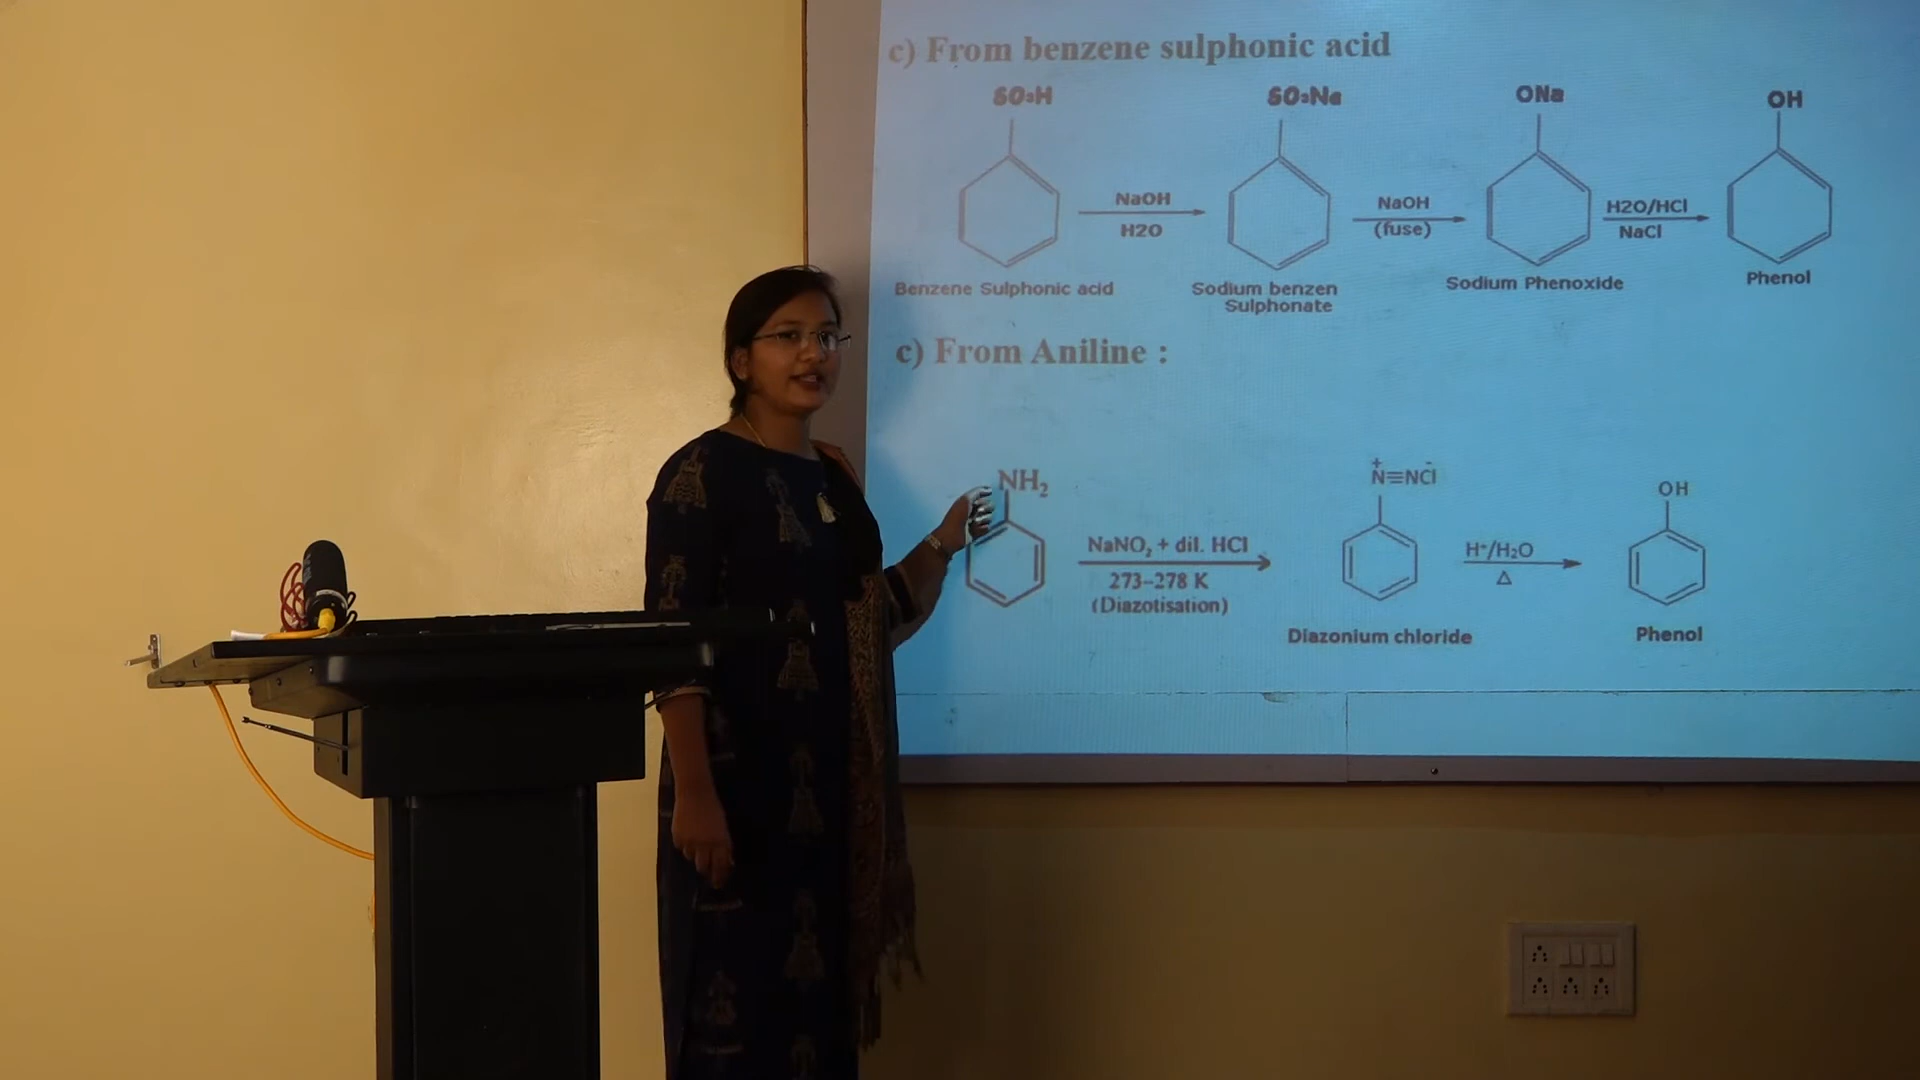 c) From benzene sulphonic acid
SO₃H
SO₃Na
ONa
OH
NaOH
H2O
NaOH
(fuse)
H2O/HCl
NaCl
Benzene Sulphonic acid
Sodium benzen
Sulphonate
Sodium Phenoxide
Phenol
c) From Aniline :
NH₂
NaNO₂ + dil. HCl
273–278 K
(Diazotisation)
N⁺≡NCl⁻
H⁺/H₂O
△
OH
Diazonium chloride
Phenol